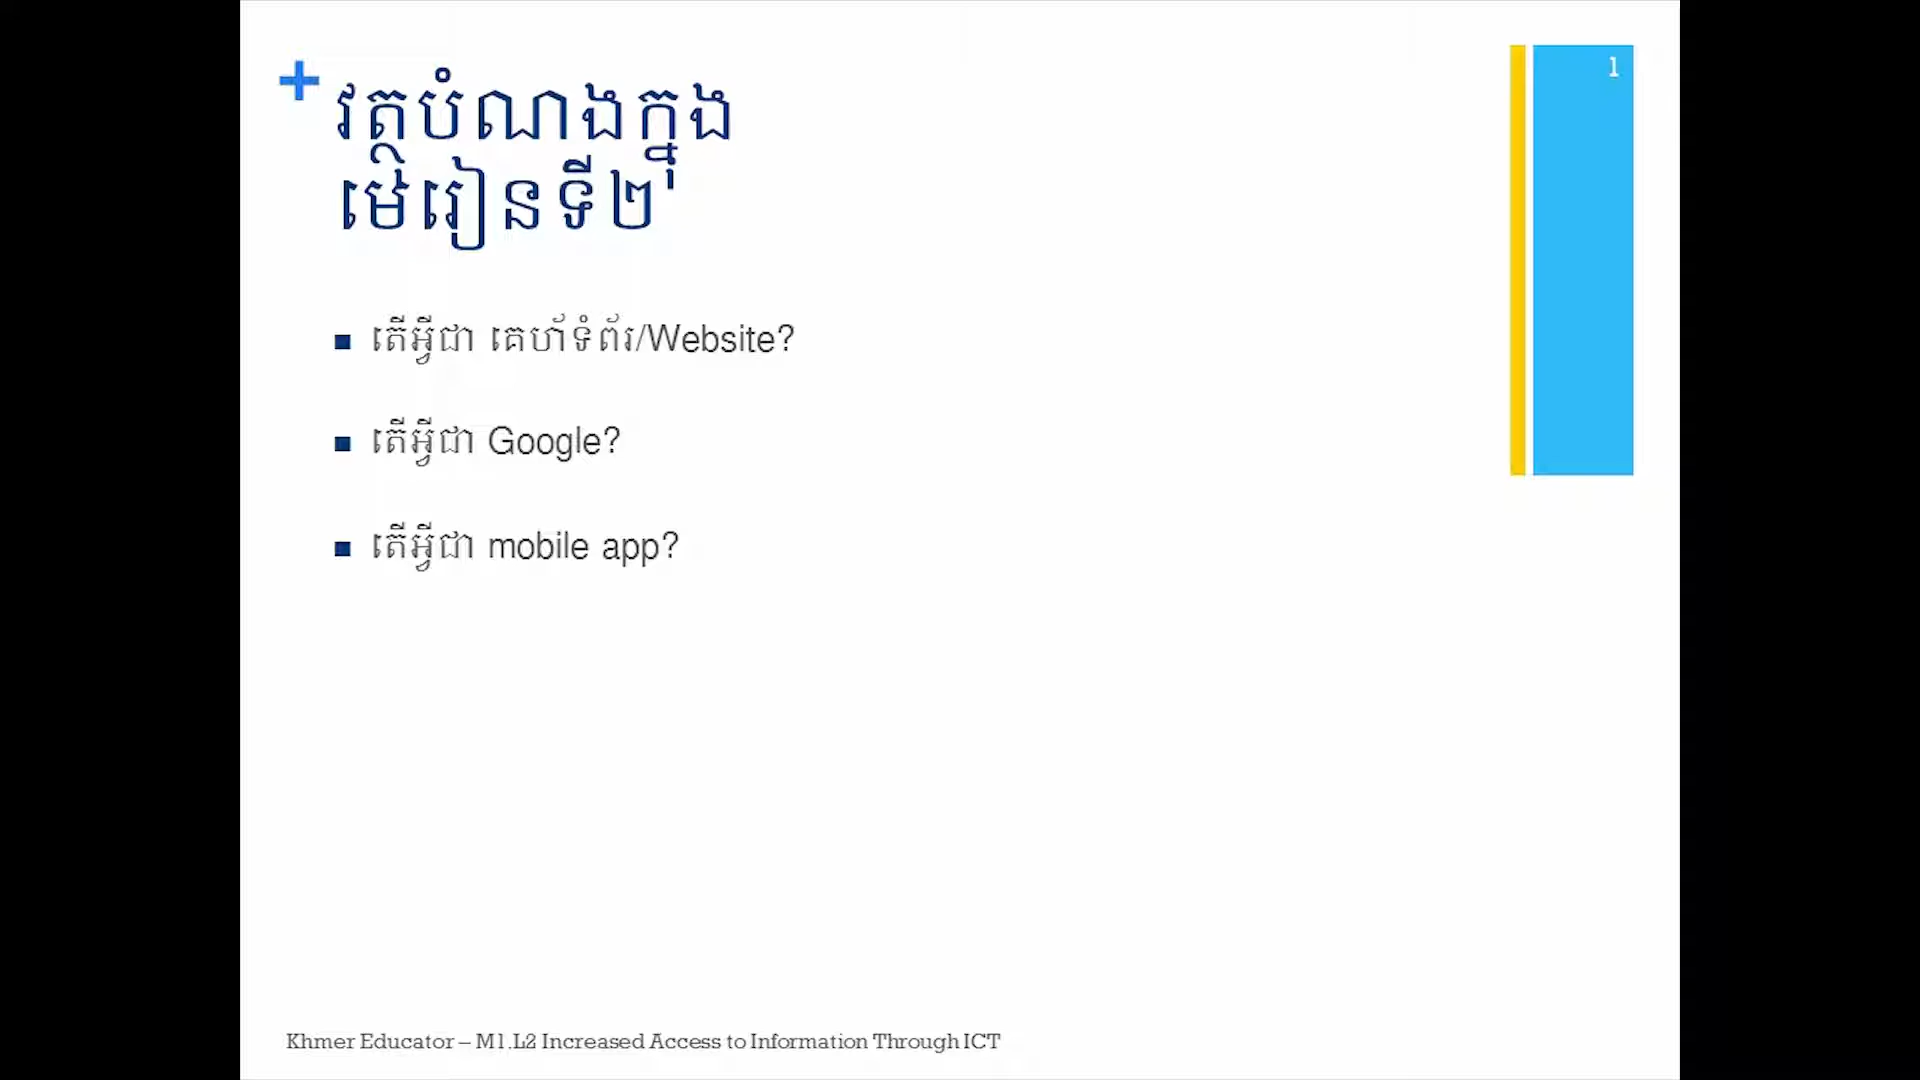 1
វត្ថុបំណងក្នុង
មេរៀនទី២
តើអ្វីជា គេហ័ទំព័រ/Website?
តើអ្វីជា Google?
តើអ្វីជា mobile app?
Khmer Educator – M1.L2 Increased Access to Information Through ICT